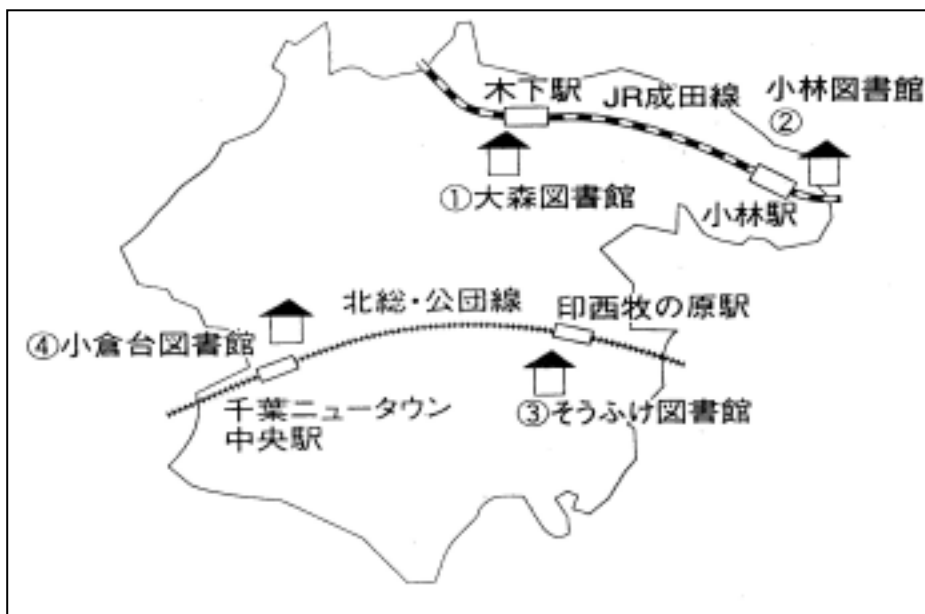 木下駅
JR成田線
小林図書館
②
①大森図書館
小林駅
北総・公団線
印西牧の原駅
④小倉台図書館
千葉ニュータウン
中央駅
③そうふけ図書館